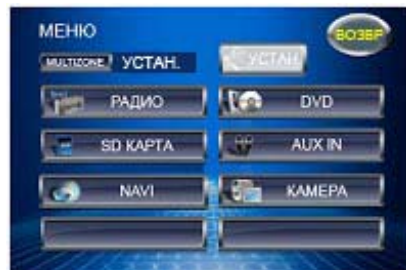 МЕНЮ ВОЗВР
MULTIZONE УСТАН. УСТАН.
РАДИО DVD
SD КАРТА AUX IN
NAVI КАМЕРА